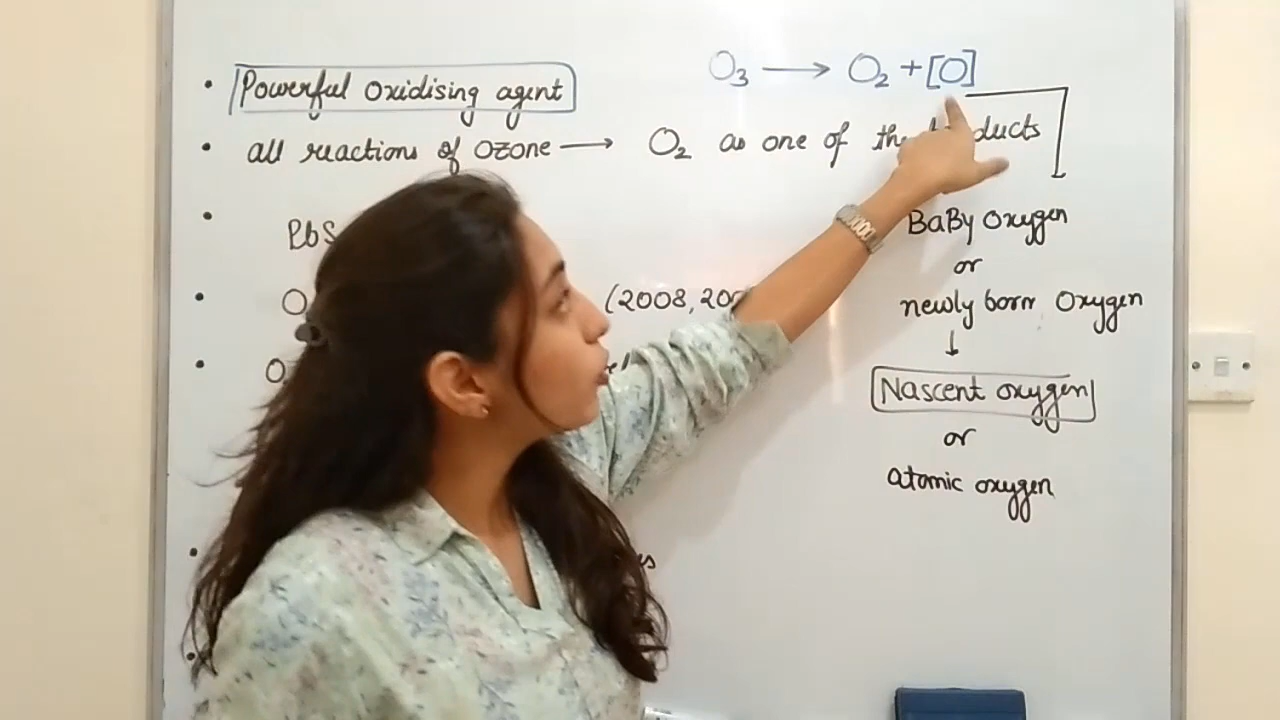 O₃ → O₂ + [O]
• Powerful Oxidising agent
• all reactions of Ozone → O₂ as one of the
• PbS
BaBy Oxygen
or
• (2008,
newly born Oxygen
↓
•
Nascent oxygen
or
atomic oxygen
•